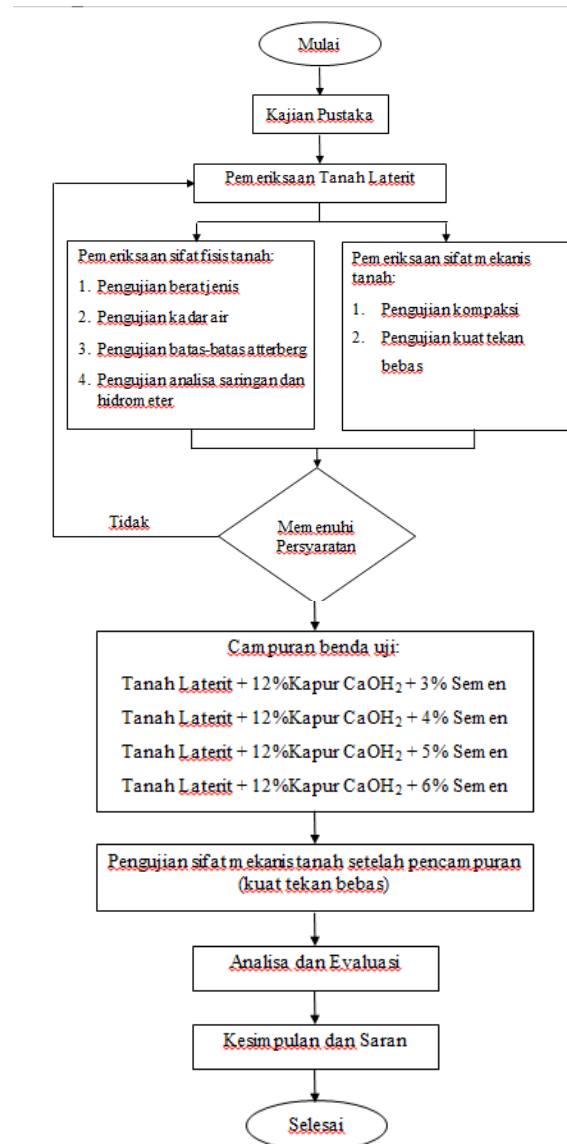 Mulai
Kajian Pustaka
Pemeriksaan Tanah Laterit
Pemeriksaan sifat fisis tanah:
1. Pengujian berat jenis
2. Pengujian kadar air
3. Pengujian batas-batas atterberg
4. Pengujian analisa saringan dan
hidrometer
Pemeriksaan sifat mekanis
tanah:
1. Pengujian kompaksi
2. Pengujian kuat tekan
bebas
Tidak
Memenuhi
Persyaratan
Campuran benda uji:
Tanah Laterit + 12%Kapur CaOH₂ + 3% Semen
Tanah Laterit + 12%Kapur CaOH₂ + 4% Semen
Tanah Laterit + 12%Kapur CaOH₂ + 5% Semen
Tanah Laterit + 12%Kapur CaOH₂ + 6% Semen
Pengujian sifat mekanis tanah setelah pencampuran
(kuat tekan bebas)
Analisa dan Evaluasi
Kesimpulan dan Saran
Selesai